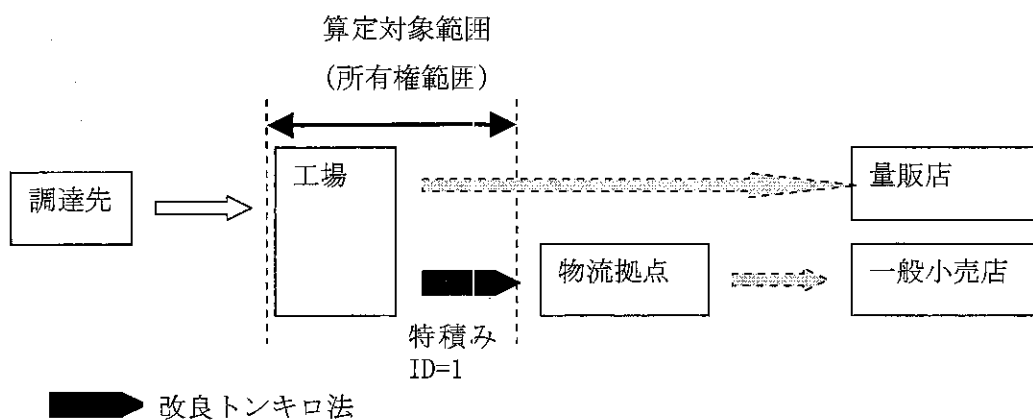 算定対象範囲
(所有権範囲)
調達先
工場
量販店
物流拠点
一般小売店
特積み
ID=1
改良トンキロ法